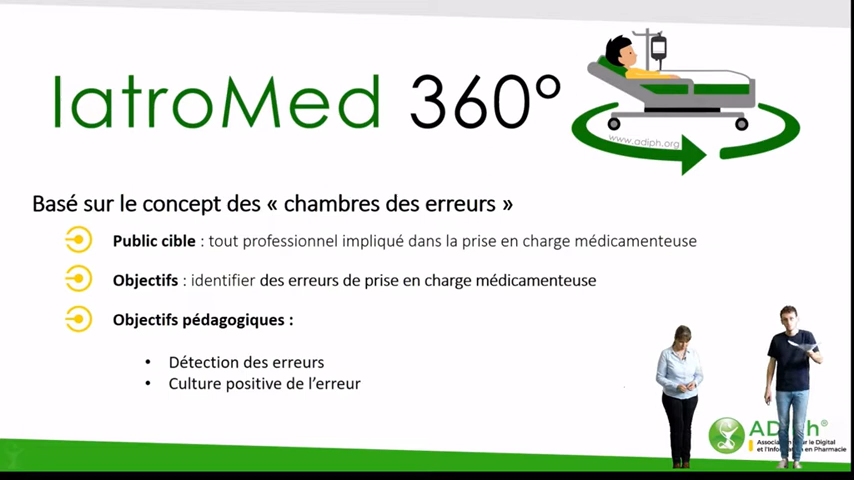 IatroMed 360°
www.adiph.org
Basé sur le concept des « chambres des erreurs »
Public cible : tout professionnel impliqué dans la prise en charge médicamenteuse
Objectifs : identifier des erreurs de prise en charge médicamenteuse
Objectifs pédagogiques :
• Détection des erreurs
• Culture positive de l'erreur
ADiPh®
Association pour le Digital
et l'Information en Pharmacie